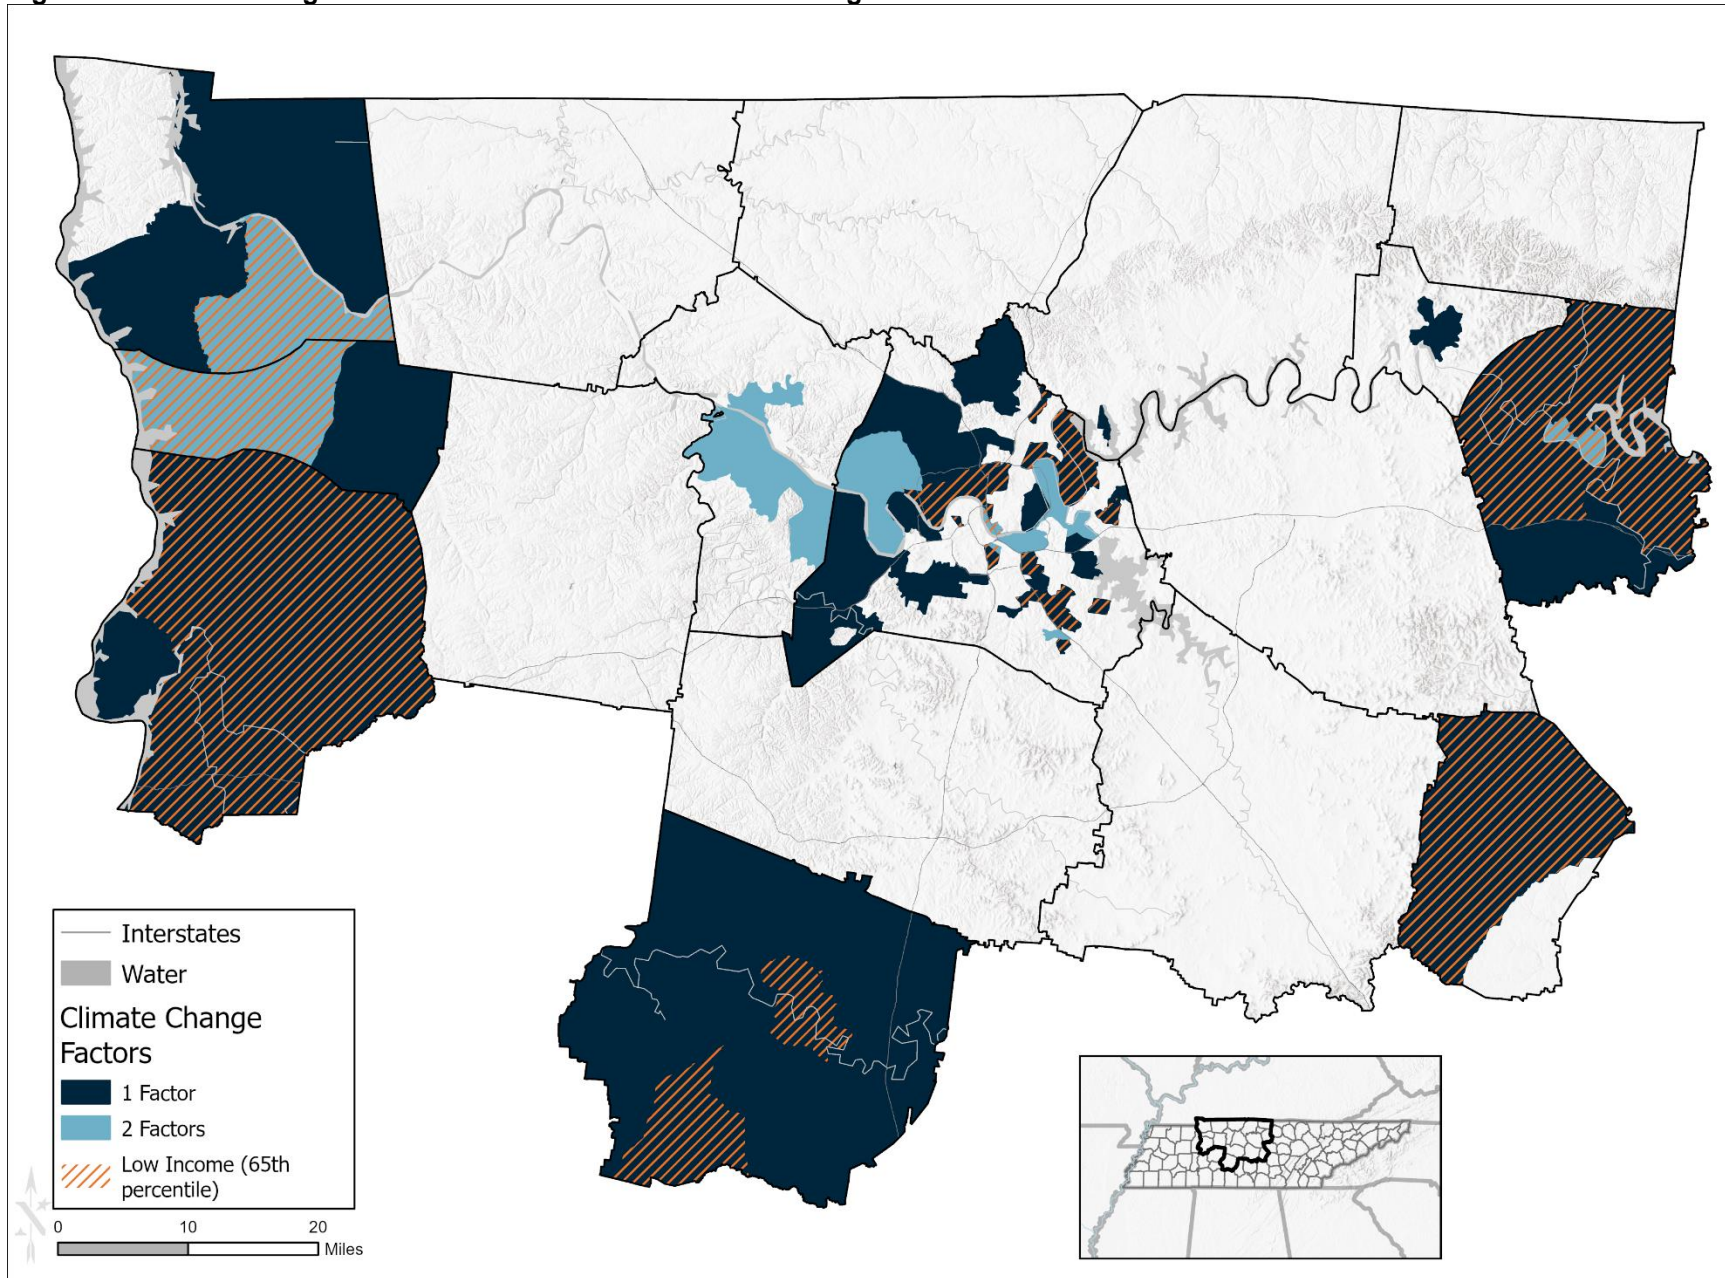 Interstates
Water
Climate Change
Factors
1 Factor
2 Factors
Low Income (65th
percentile)
N
0 10 20
Miles